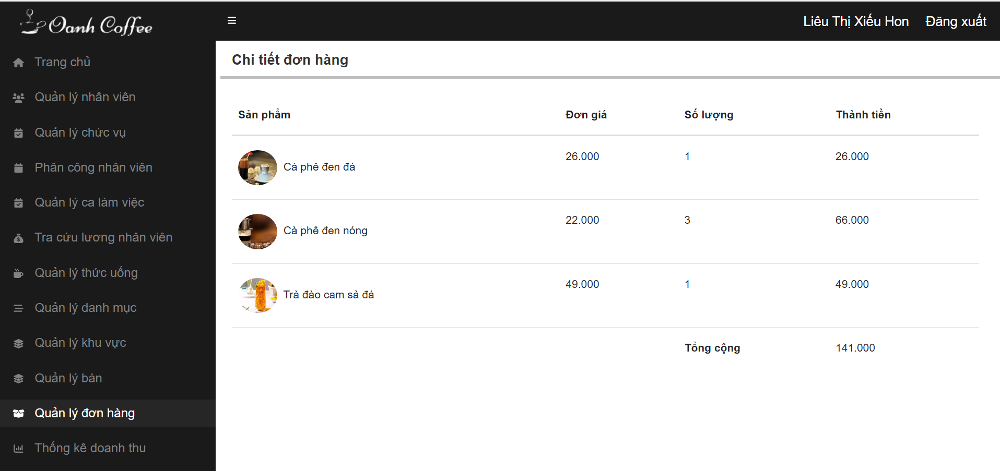 Oanh Coffee
Liêu Thị Xiếu Hon
Đăng xuất
Trang chủ
Quản lý nhân viên
Quản lý chức vụ
Phân công nhân viên
Quản lý ca làm việc
Tra cứu lương nhân viên
Quản lý thức uống
Quản lý danh mục
Quản lý khu vực
Quản lý bàn
Quản lý đơn hàng
Thống kê doanh thu
Chi tiết đơn hàng
Sản phẩm Đơn giá Số lượng Thành tiền
Cà phê đen đá 26.000 1 26.000
Cà phê đen nóng 22.000 3 66.000
Trà đào cam sả đá 49.000 1 49.000
Tổng cộng 141.000